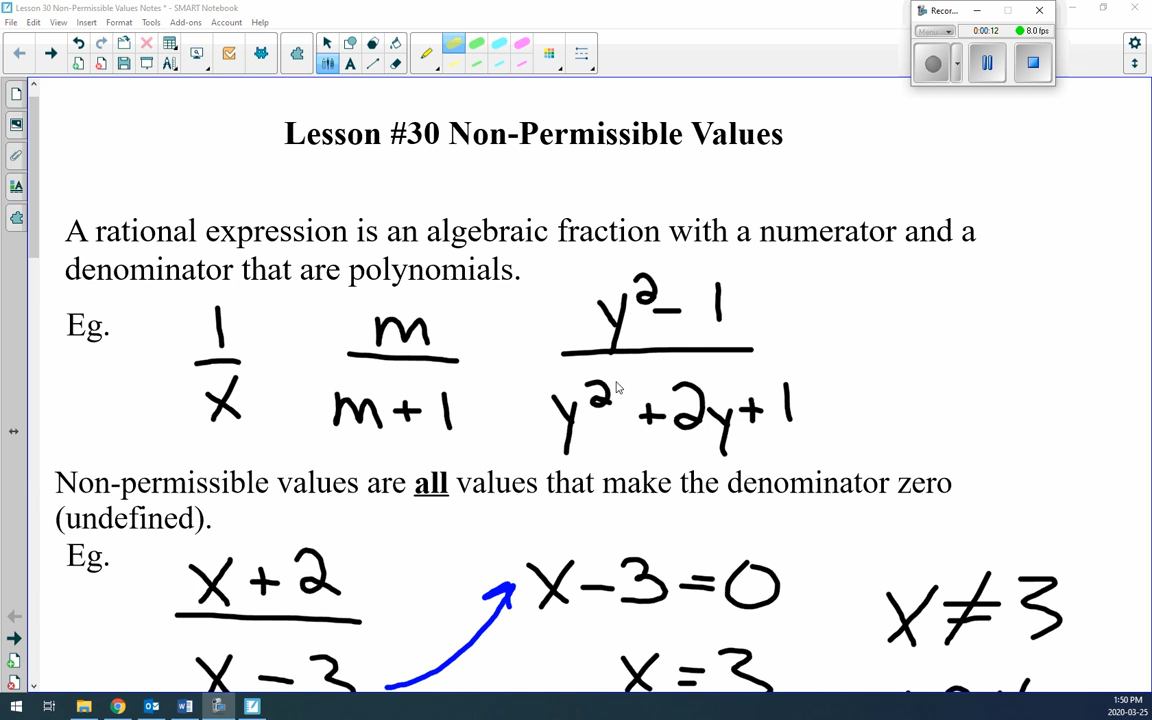 Lesson 30 Non-Permissible Values Notes * - SMART Notebook
Recor...
File Edit View Insert Format Tools Add-ons Account Help
Menu
0:00:12
8.0 fps
Lesson #30 Non-Permissible Values
A rational expression is an algebraic fraction with a numerator and a
denominator that are polynomials.
Eg.
1/x
m/(m+1)
(y²-1)/(y²+2y+1)
Non-permissible values are all values that make the denominator zero
(undefined).
Eg.
x+2
x-3=0
x≠3
x-3
x=3
1:50 PM
2020-03-25